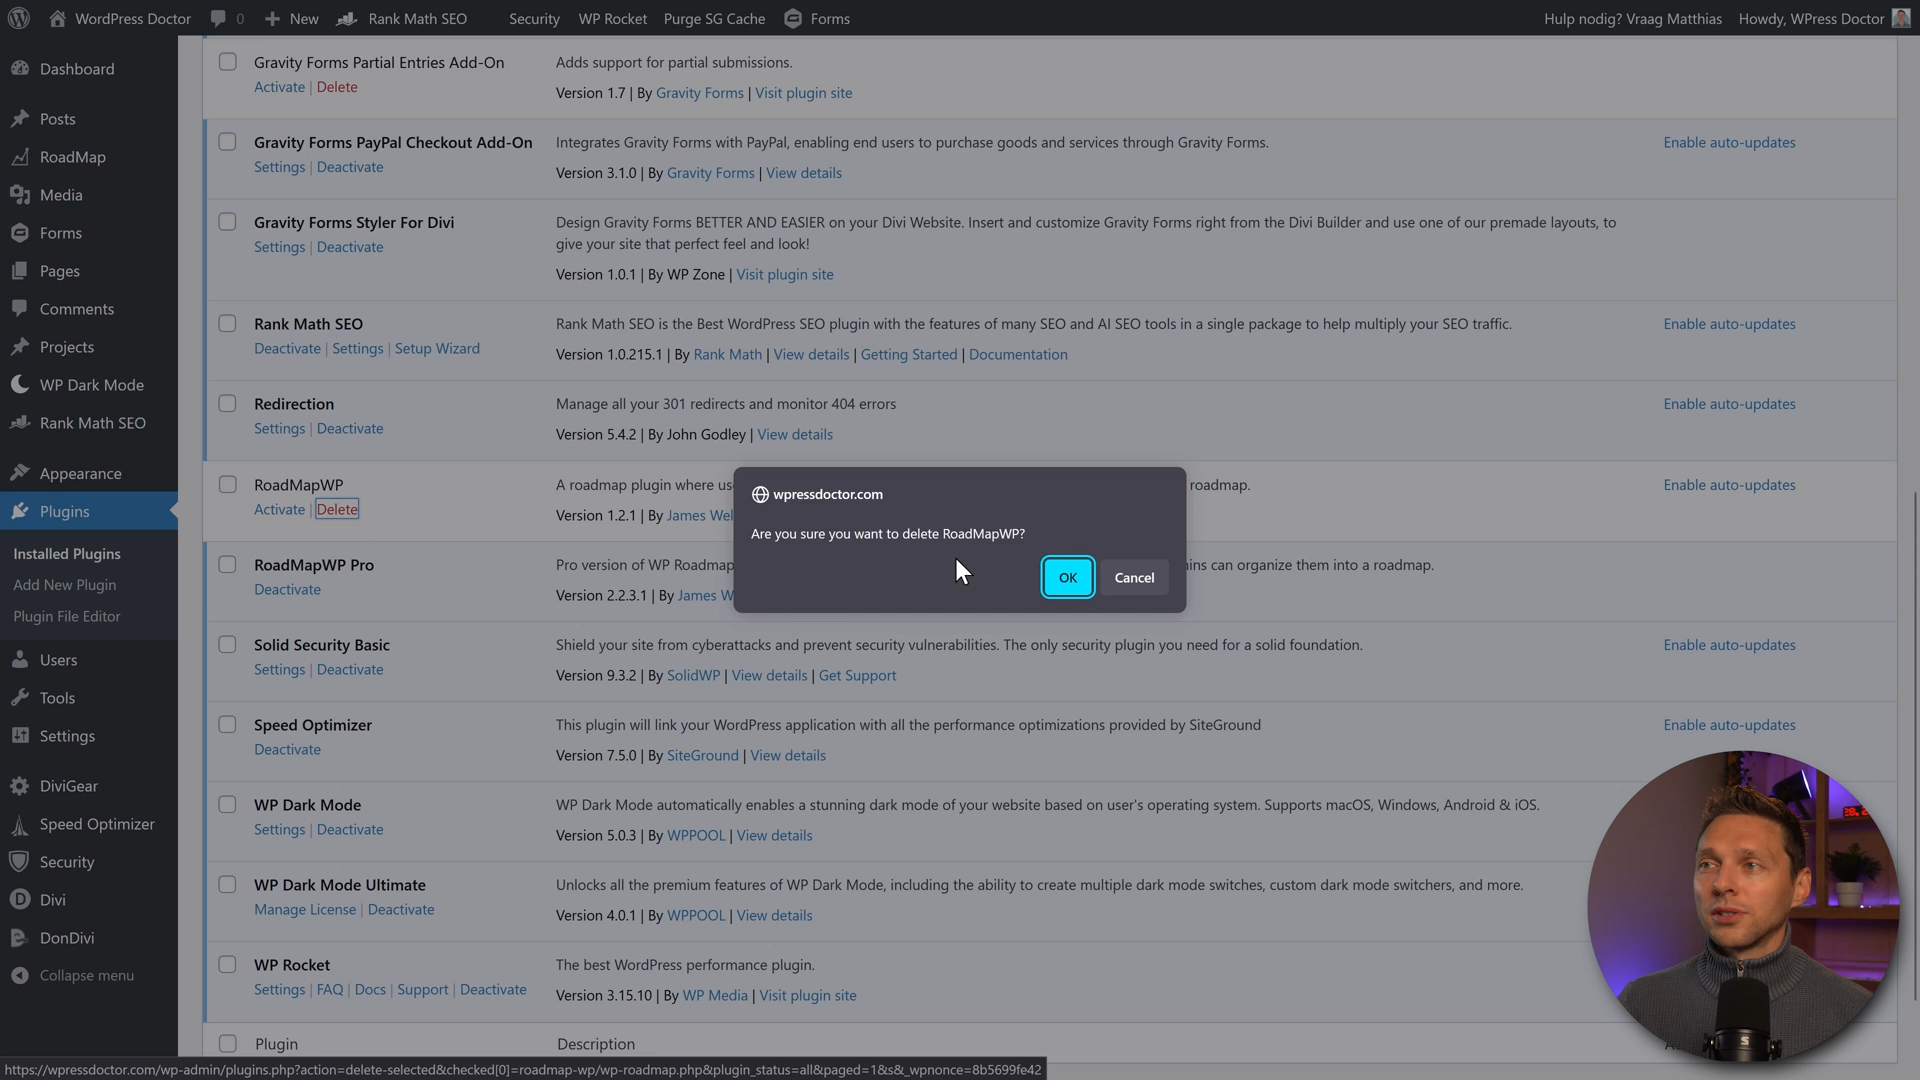 WordPress Doctor 0 New Rank Math SEO Security WP Rocket Purge SG Cache Forms Hulp nodig? Vraag Matthias Howdy, WPress Doctor
Dashboard
Posts
RoadMap
Media
Forms
Pages
Comments
Projects
WP Dark Mode
Rank Math SEO
Appearance
Plugins
Installed Plugins
Add New Plugin
Plugin File Editor
Users
Tools
Settings
DiviGear
Speed Optimizer
Security
Divi
DonDivi
Collapse menu
Gravity Forms Partial Entries Add-On
Activate | Delete
Adds support for partial submissions.
Version 1.7 | By Gravity Forms | Visit plugin site
Gravity Forms PayPal Checkout Add-On
Settings | Deactivate
Integrates Gravity Forms with PayPal, enabling end users to purchase goods and services through Gravity Forms.
Version 3.1.0 | By Gravity Forms | View details
Enable auto-updates
Gravity Forms Styler For Divi
Settings | Deactivate
Design Gravity Forms BETTER AND EASIER on your Divi Website. Insert and customize Gravity Forms right from the Divi Builder and use one of our premade layouts, to
give your site that perfect feel and look!
Version 1.0.1 | By WP Zone | Visit plugin site
Rank Math SEO
Deactivate | Settings | Setup Wizard
Rank Math SEO is the Best WordPress SEO plugin with the features of many SEO and AI SEO tools in a single package to help multiply your SEO traffic.
Version 1.0.215.1 | By Rank Math | View details | Getting Started | Documentation
Enable auto-updates
Redirection
Settings | Deactivate
Manage all your 301 redirects and monitor 404 errors
Version 5.4.2 | By John Godley | View details
Enable auto-updates
RoadMapWP
Activate | Delete
A roadmap plugin where us roadmap.
Version 1.2.1 | By James Wel
Enable auto-updates
wpressdoctor.com
Are you sure you want to delete RoadMapWP?
OK Cancel
RoadMapWP Pro
Deactivate
Pro version of WP Roadmap ins can organize them into a roadmap.
Version 2.2.3.1 | By James W
Solid Security Basic
Settings | Deactivate
Shield your site from cyberattacks and prevent security vulnerabilities. The only security plugin you need for a solid foundation.
Version 9.3.2 | By SolidWP | View details | Get Support
Enable auto-updates
Speed Optimizer
Deactivate
This plugin will link your WordPress application with all the performance optimizations provided by SiteGround
Version 7.5.0 | By SiteGround | View details
Enable auto-updates
WP Dark Mode
Settings | Deactivate
WP Dark Mode automatically enables a stunning dark mode of your website based on user's operating system. Supports macOS, Windows, Android & iOS.
Version 5.0.3 | By WPPOOL | View details
WP Dark Mode Ultimate
Manage License | Deactivate
Unlocks all the premium features of WP Dark Mode, including the ability to create multiple dark mode switches, custom dark mode switchers, and more.
Version 4.0.1 | By WPPOOL | View details
WP Rocket
Settings | FAQ | Docs | Support | Deactivate
The best WordPress performance plugin.
Version 3.15.10 | By WP Media | Visit plugin site
Plugin Description
https://wpressdoctor.com/wp-admin/plugins.php?action=delete-selected&checked[0]=roadmap-wp/wp-roadmap.php&plugin_status=all&paged=1&s&_wpnonce=8b5699fe42